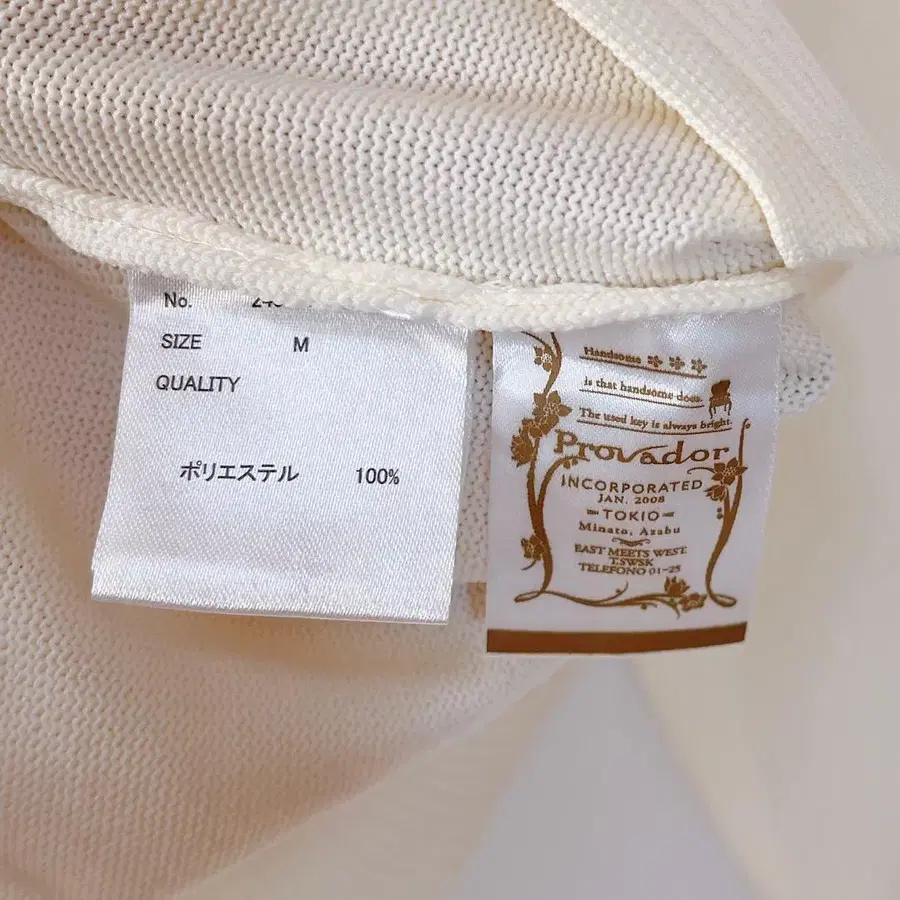 No.
SIZE M
QUALITY
ポリエステル 100%
Handsome
is that handsome does.
The used key is always bright.
Provador
INCORPORATED
JAN. 2008
TOKIO
Minato, Azabu
EAST MEETS WEST
T.SWSK
TELEFONO 01-25